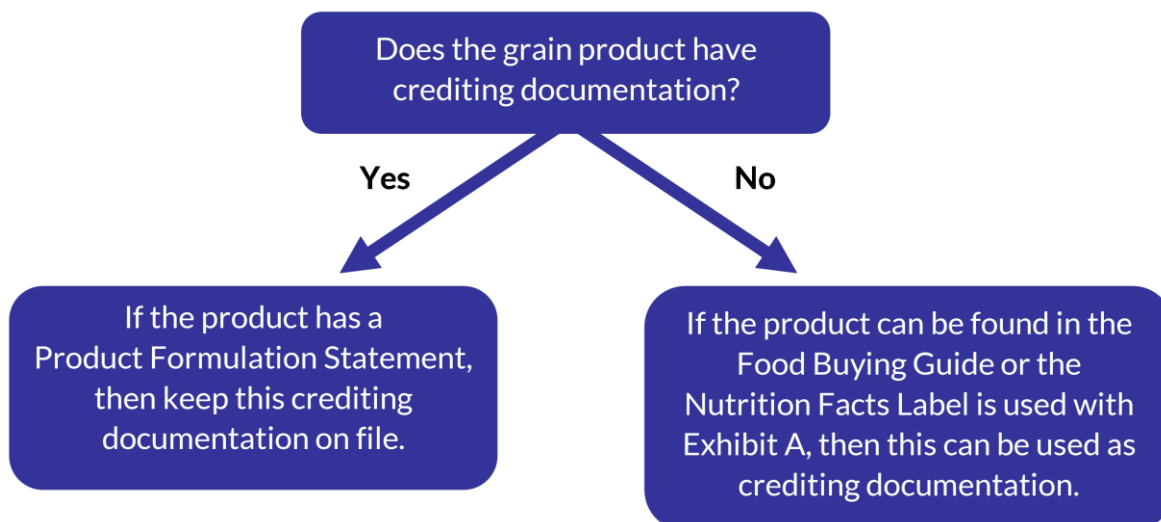 Does the grain product have
crediting documentation?
Yes
No
If the product has a
Product Formulation Statement,
then keep this crediting
documentation on file.
If the product can be found in the
Food Buying Guide or the
Nutrition Facts Label is used with
Exhibit A, then this can be used as
crediting documentation.